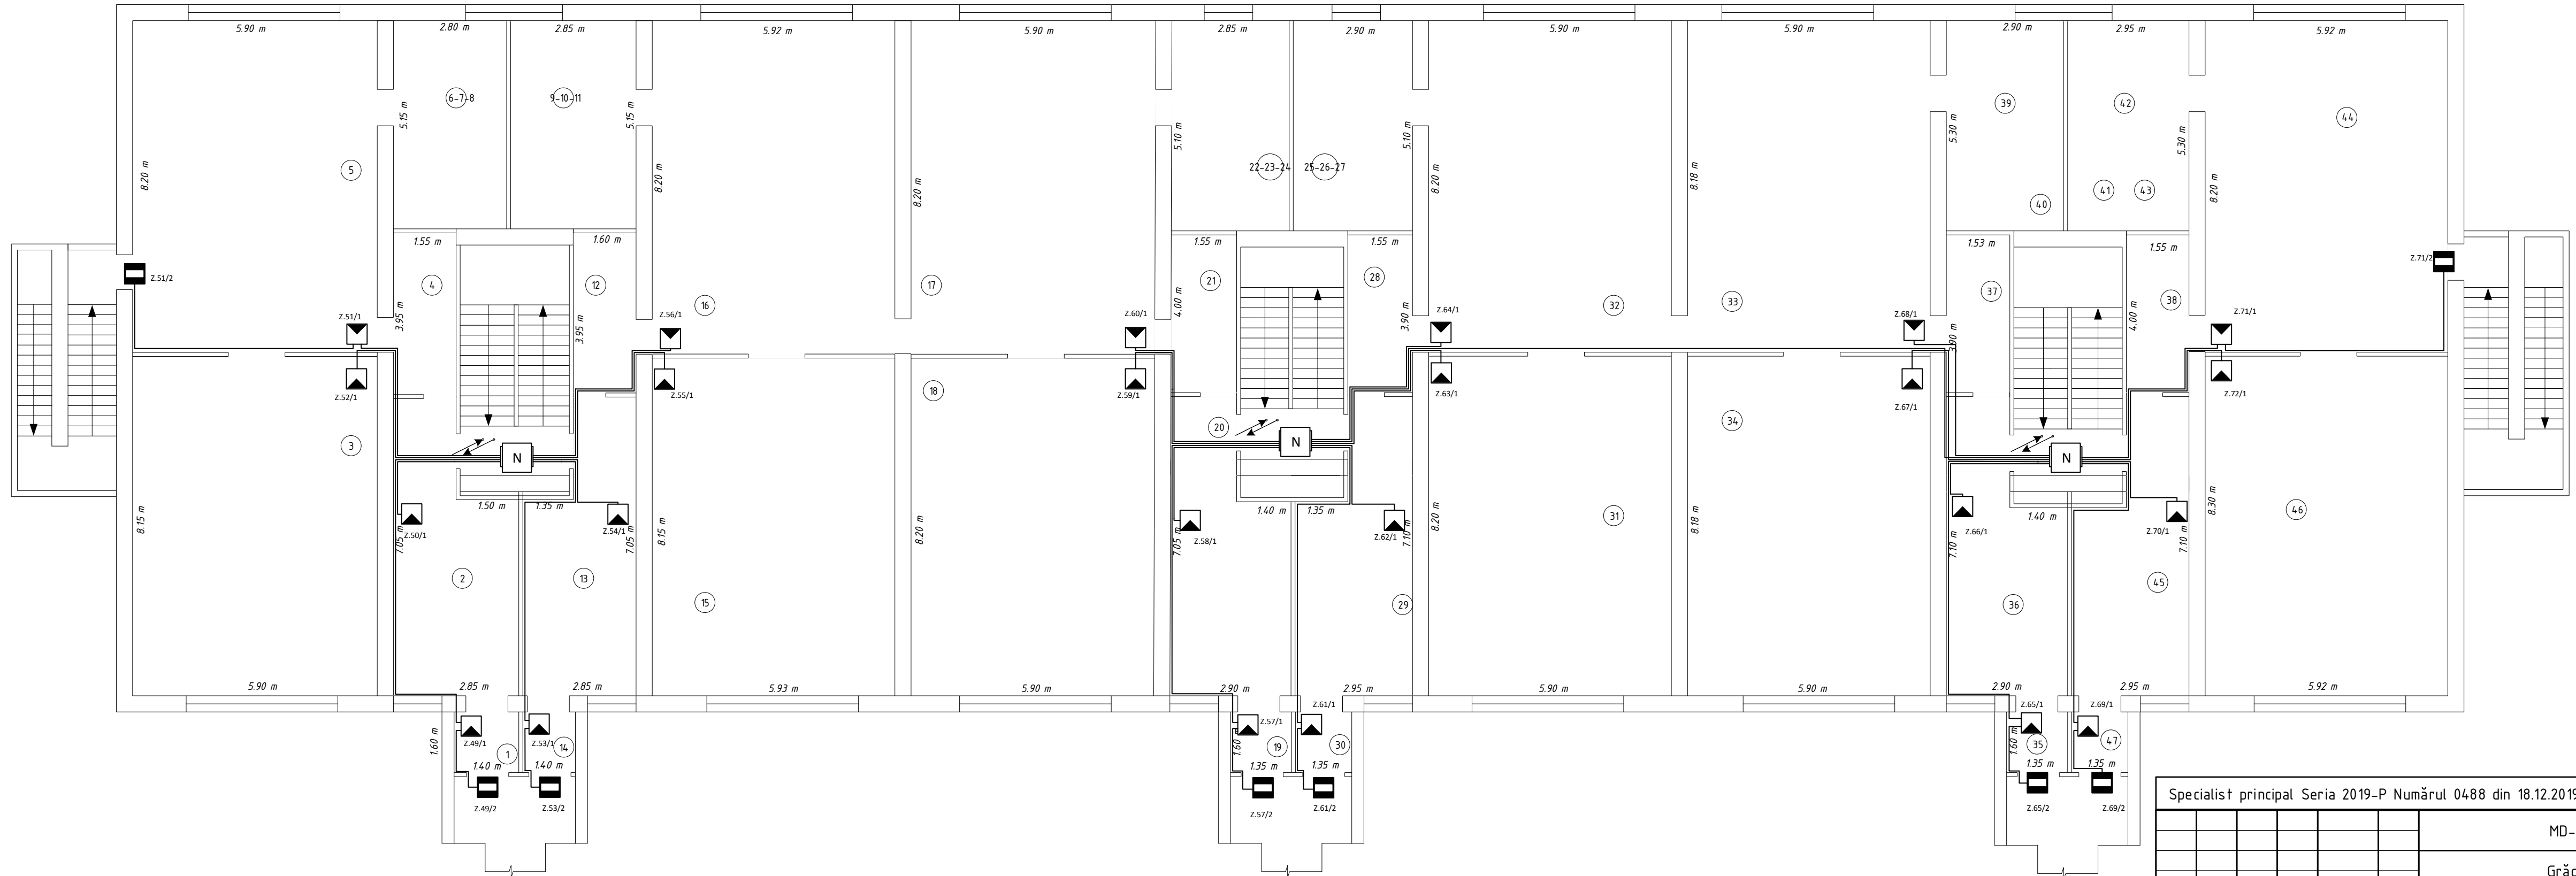 5.90 m
2.80 m
2.85 m
5.92 m
5.90 m
2.85 m
2.90 m
5.90 m
5.90 m
2.90 m
2.95 m
5.92 m
6-7-8
9-10-11
39
42
44
5.15 m
5.15 m
5.10 m
5.10 m
5.30 m
5.30 m
5
8.20 m
8.20 m
8.20 m
22-23-24
25-26-27
8.20 m
8.18 m
40
41
43
8.20 m
1.55 m
1.60 m
1.55 m
1.55 m
1.53 m
1.55 m
Z.51/2
4
12
17
21
28
37
38
Z.71/2
16
32
33
3.95 m
3.95 m
4.00 m
3.90 m
3.90 m
4.00 m
Z.51/1
Z.56/1
Z.60/1
Z.64/1
Z.68/1
Z.71/1
Z.52/1
Z.55/1
18
Z.59/1
Z.63/1
Z.67/1
Z.72/1
3
20
34
N
N
N
8.15 m
1.50 m
1.35 m
1.40 m
1.35 m
1.40 m
8.15 m
8.20 m
8.20 m
31
8.18 m
8.30 m
46
7.05 m
Z.50/1
Z.54/1
7.05 m
7.05 m
Z.58/1
Z.62/1
7.10 m
7.10 m
Z.66/1
Z.70/1
7.10 m
2
13
15
29
36
45
5.90 m
2.85 m
2.85 m
5.93 m
5.90 m
2.90 m
2.95 m
5.90 m
5.90 m
2.90 m
2.95 m
5.92 m
1.60 m
Z.49/1
1
Z.53/1
14
Z.57/1
1.60 m
19
Z.61/1
30
Z.65/1
1.60 m
35
Z.69/1
47
1.40 m
1.40 m
1.35 m
1.35 m
1.35 m
1.35 m
Z.49/2
Z.53/2
Z.57/2
Z.61/2
Z.65/2
Z.69/2
Specialist principal Seria 2019-P Numărul 0488 din 18.12.2019
MD-